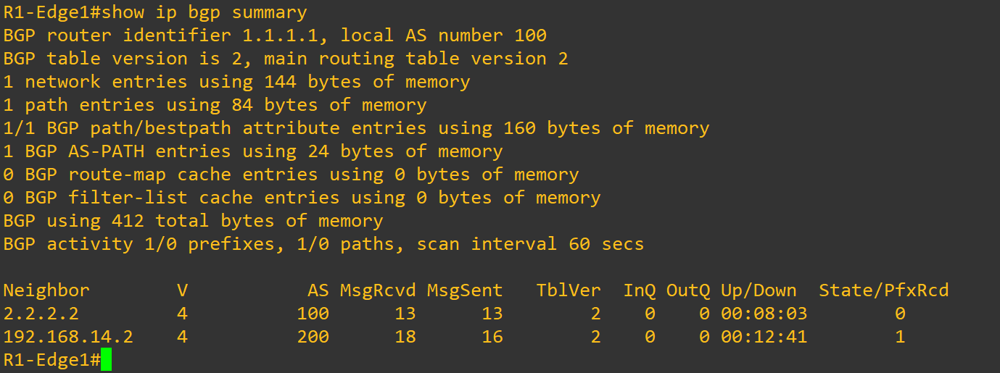 R1-Edge1#show ip bgp summary
BGP router identifier 1.1.1.1, local AS number 100
BGP table version is 2, main routing table version 2
1 network entries using 144 bytes of memory
1 path entries using 84 bytes of memory
1/1 BGP path/bestpath attribute entries using 160 bytes of memory
1 BGP AS-PATH entries using 24 bytes of memory
0 BGP route-map cache entries using 0 bytes of memory
0 BGP filter-list cache entries using 0 bytes of memory
BGP using 412 total bytes of memory
BGP activity 1/0 prefixes, 1/0 paths, scan interval 60 secs

Neighbor        V           AS MsgRcvd MsgSent   TblVer  InQ OutQ Up/Down  State/PfxRcd
2.2.2.2         4          100      13      13        2    0    0 00:08:03        0
192.168.14.2    4          200      18      16        2    0    0 00:12:41        1
R1-Edge1#